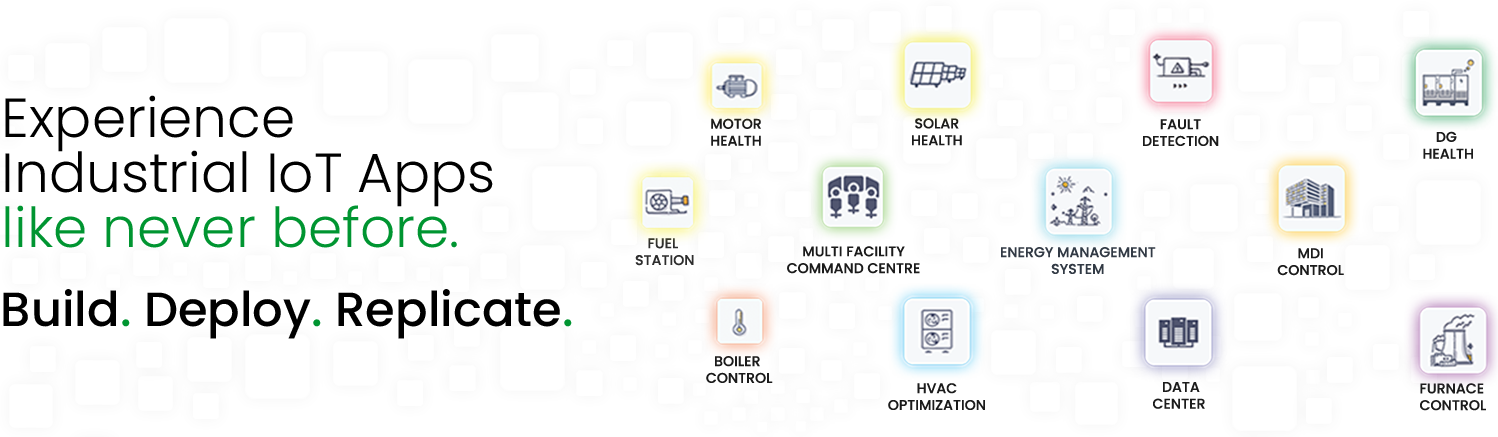 Experience
Industrial IoT Apps
like never before.
Build. Deploy. Replicate.
MOTOR
HEALTH
SOLAR
HEALTH
FAULT
DETECTION
DG
HEALTH
FUEL
STATION
MULTI FACILITY
COMMAND CENTRE
ENERGY MANAGEMENT
SYSTEM
MDI
CONTROL
BOILER
CONTROL
HVAC
OPTIMIZATION
DATA
CENTER
FURNACE
CONTROL